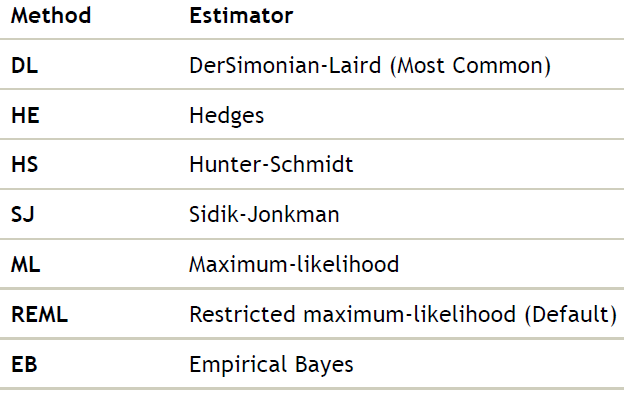 Method Estimator
DL DerSimonian-Laird (Most Common)
HE Hedges
HS Hunter-Schmidt
SJ Sidik-Jonkman
ML Maximum-likelihood
REML Restricted maximum-likelihood (Default)
EB Empirical Bayes